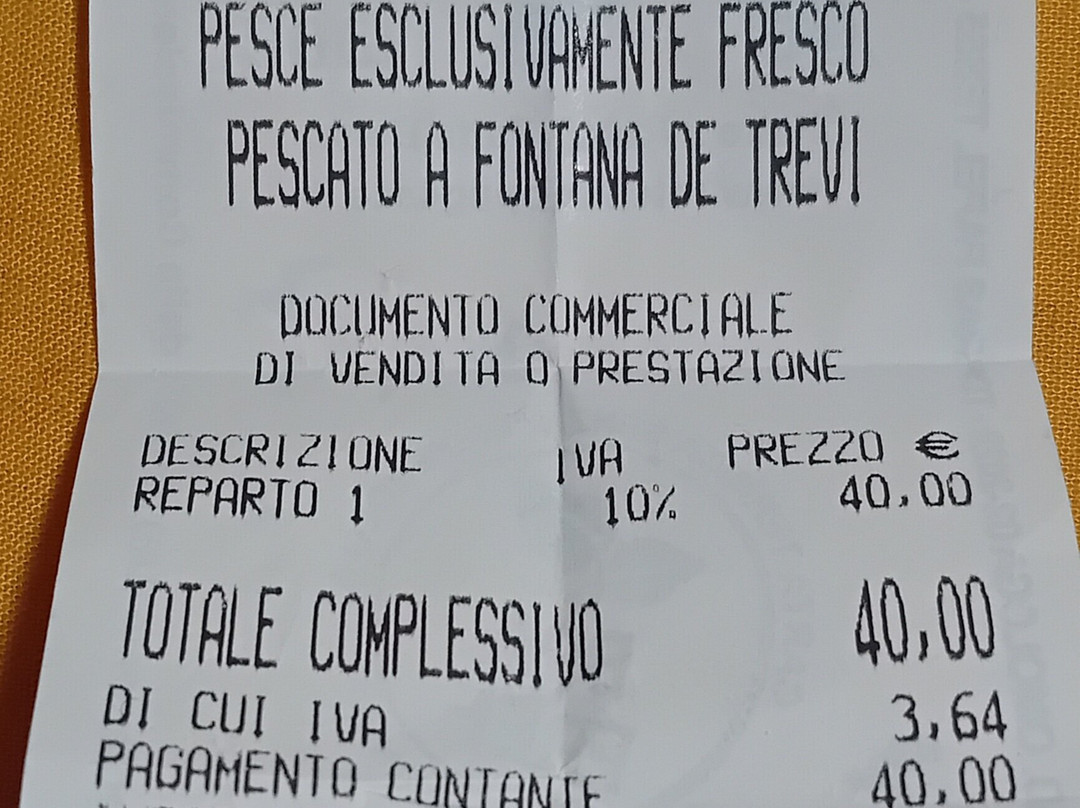 PESCE ESCLUSIVAMENTE FRESCO
PESCATO A FONTANA DE TREVI
DOCUMENTO COMMERCIALE
DI VENDITA O PRESTAZIONE
DESCRIZIONE IVA PREZZO €
REPARTO 1 10% 40,00
TOTALE COMPLESSIVO 40,00
DI CUI IVA 3,64
PAGAMENTO CONTANTE 40,00